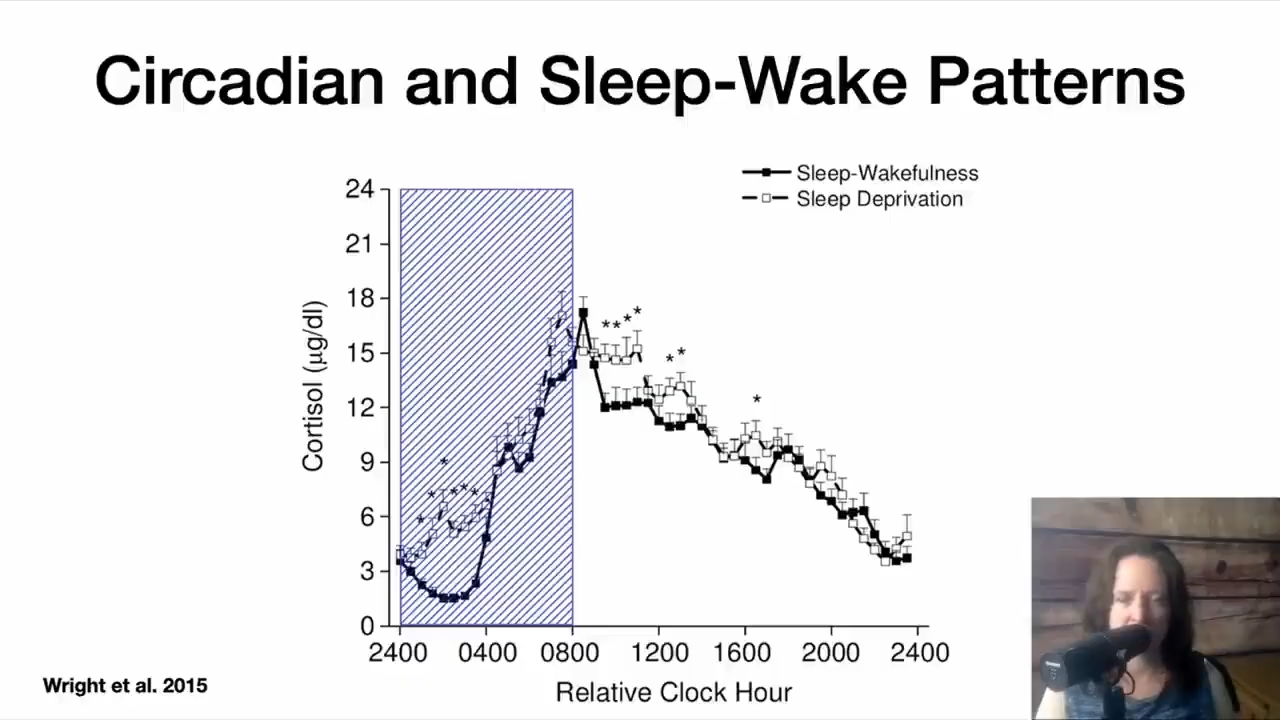 Circadian and Sleep-Wake Patterns
Sleep-Wakefulness
Sleep Deprivation
24
21
18
15
12
9
6
3
0
Cortisol (µg/dl)
* * * * * * * * * * * * *
2400 0400 0800 1200 1600 2000 2400
Relative Clock Hour
Wright et al. 2015